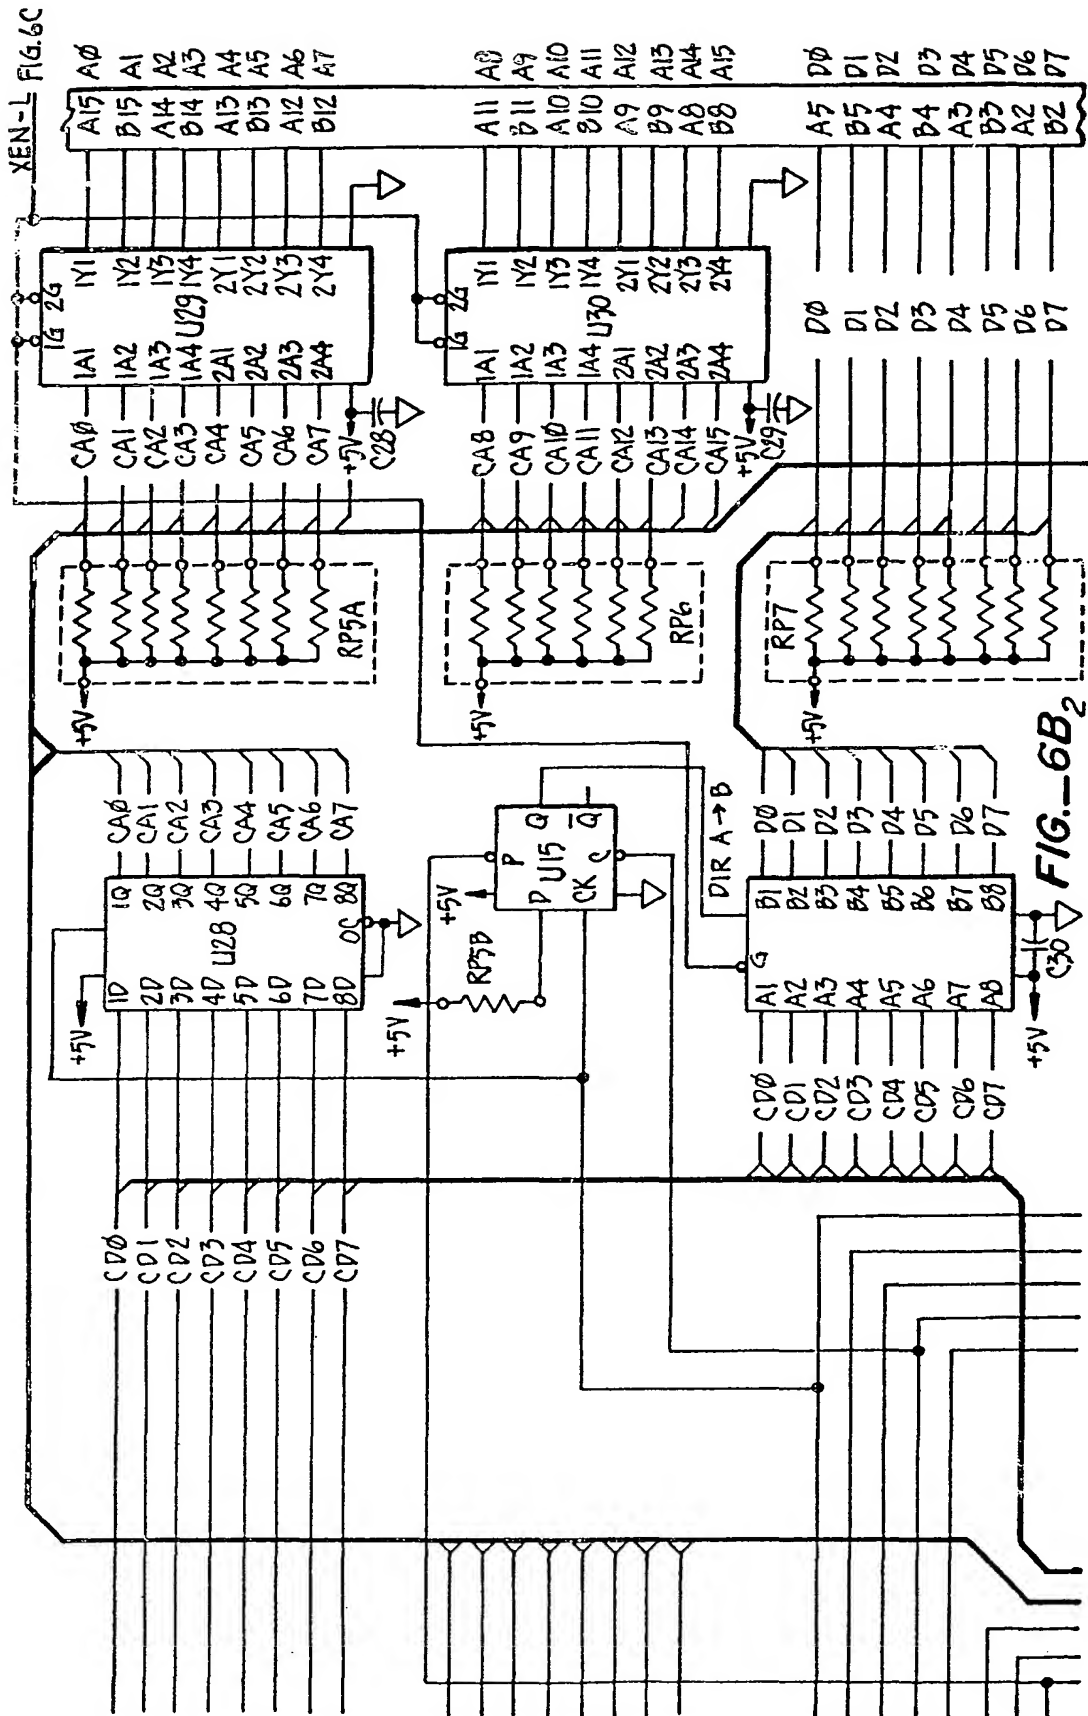 XEN-L FIG.6C
A0 A1 A2 A3 A4 A5 A6 A7 A8 A9 A10 A11 A12 A13 A14 A15 D0 D1 D2 D3 D4 D5 D6 D7
A15 B15 A14 B14 A13 B13 A12 B12 A11 B11 A10 B10 A9 B9 A8 B8 A5 B5 A4 B4 A3 B3 A2 B2
2G 1Y1 1Y2 1Y3 1Y4 2Y1 2Y2 2Y3 2Y4
U29
1G 1A1 1A2 1A3 1A4 2A1 2A2 2A3 2A4
2G 1Y1 1Y2 1Y3 1Y4 2Y1 2Y2 2Y3 2Y4
U30
1G 1A1 1A2 1A3 1A4 2A1 2A2 2A3 2A4
D0 D1 D2 D3 D4 D5 D6 D7
CA0 CA1 CA2 CA3 CA4 CA5 CA6 CA7 +5V C28
CA8 CA9 CA10 CA11 CA12 CA13 CA14 CA15 +5V C29
RP5A
RP6
RP7
+5V
+5V
+5V
CA0 CA1 CA2 CA3 CA4 CA5 CA6 CA7
1Q 2Q 3Q 4Q 5Q 6Q 7Q 8Q
U28
OC
1D 2D 3D 4D 5D 6D 7D 8D
+5V
Q Q̅
P U15 C
D CK
+5V
RP5B
+5V
DIR A→B
D0 D1 D2 D3 D4 D5 D6 D7
B1 B2 B3 B4 B5 B6 B7 B8
G
A1 A2 A3 A4 A5 A6 A7 A8
C30
+5V
CD0 CD1 CD2 CD3 CD4 CD5 CD6 CD7
CD0 CD1 CD2 CD3 CD4 CD5 CD6 CD7
FIG.—6B₂